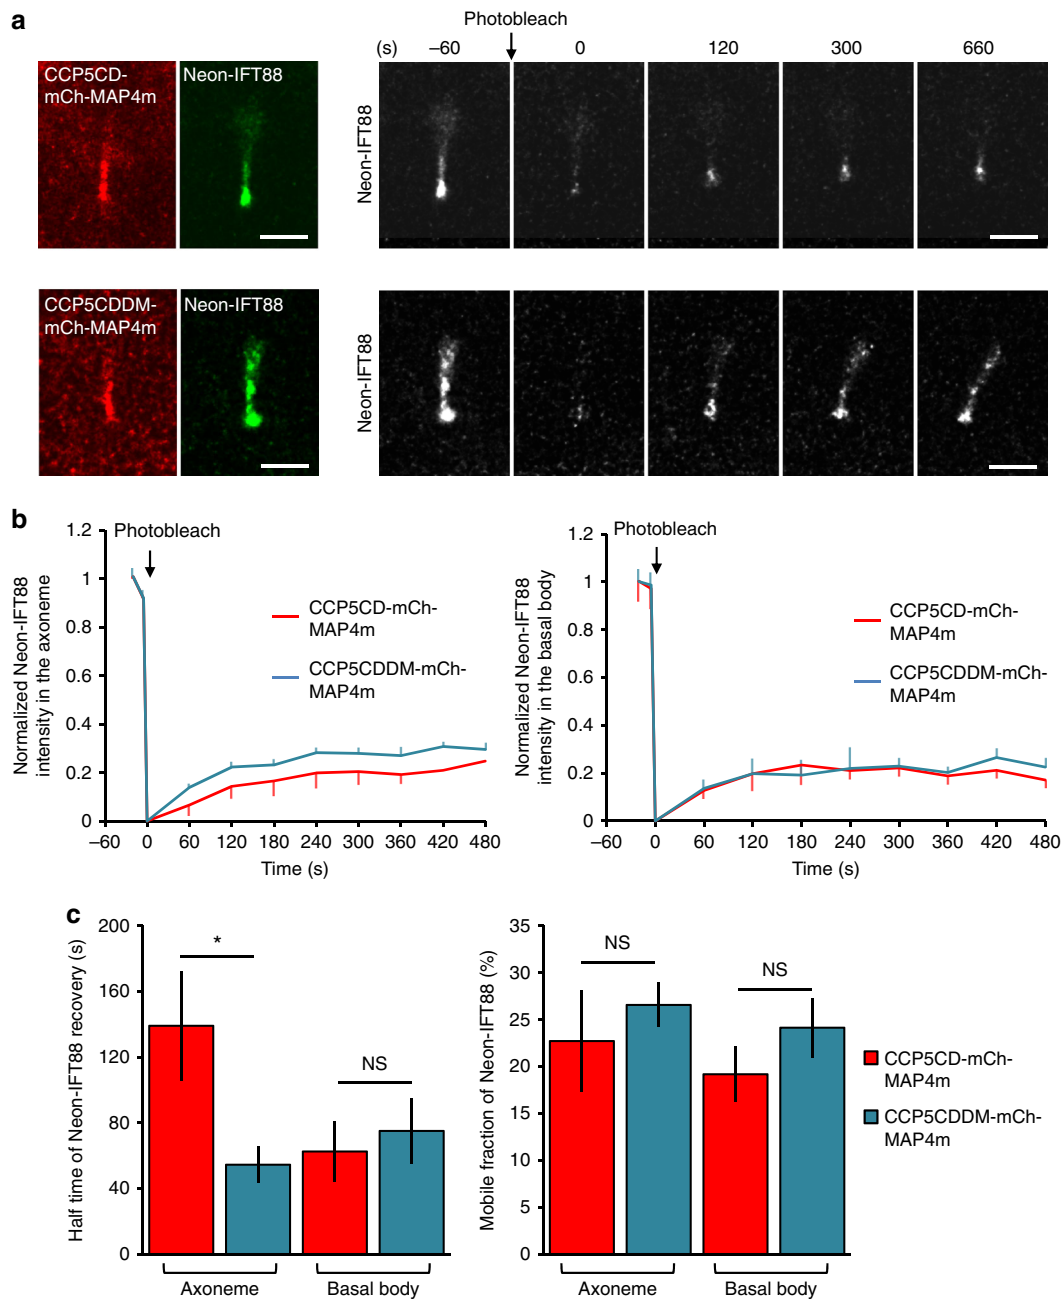 a
Photobleach
(s) –60 0 120 300 660
CCP5CD-
mCh-MAP4m
Neon-IFT88
Neon-IFT88
CCP5CDDM-
mCh-MAP4m
Neon-IFT88
Neon-IFT88
b
Photobleach
Normalized Neon-IFT88
intensity in the axoneme
1.2
1
0.8
0.6
0.4
0.2
0
–60 0 60 120 180 240 300 360 420 480
Time (s)
CCP5CD-mCh-
MAP4m
CCP5CDDM-mCh-
MAP4m
Photobleach
Normalized Neon-IFT88
intensity in the basal body
1.2
1
0.8
0.6
0.4
0.2
0
–60 0 60 120 180 240 300 360 420 480
Time (s)
CCP5CD-mCh-
MAP4m
CCP5CDDM-mCh-
MAP4m
c
Half time of Neon-IFT88 recovery (s)
200
160
120
80
40
0
*
NS
Axoneme
Basal body
Mobile fraction of Neon-IFT88 (%)
35
30
25
20
15
10
5
0
NS
NS
Axoneme
Basal body
CCP5CD-mCh-
MAP4m
CCP5CDDM-mCh-
MAP4m